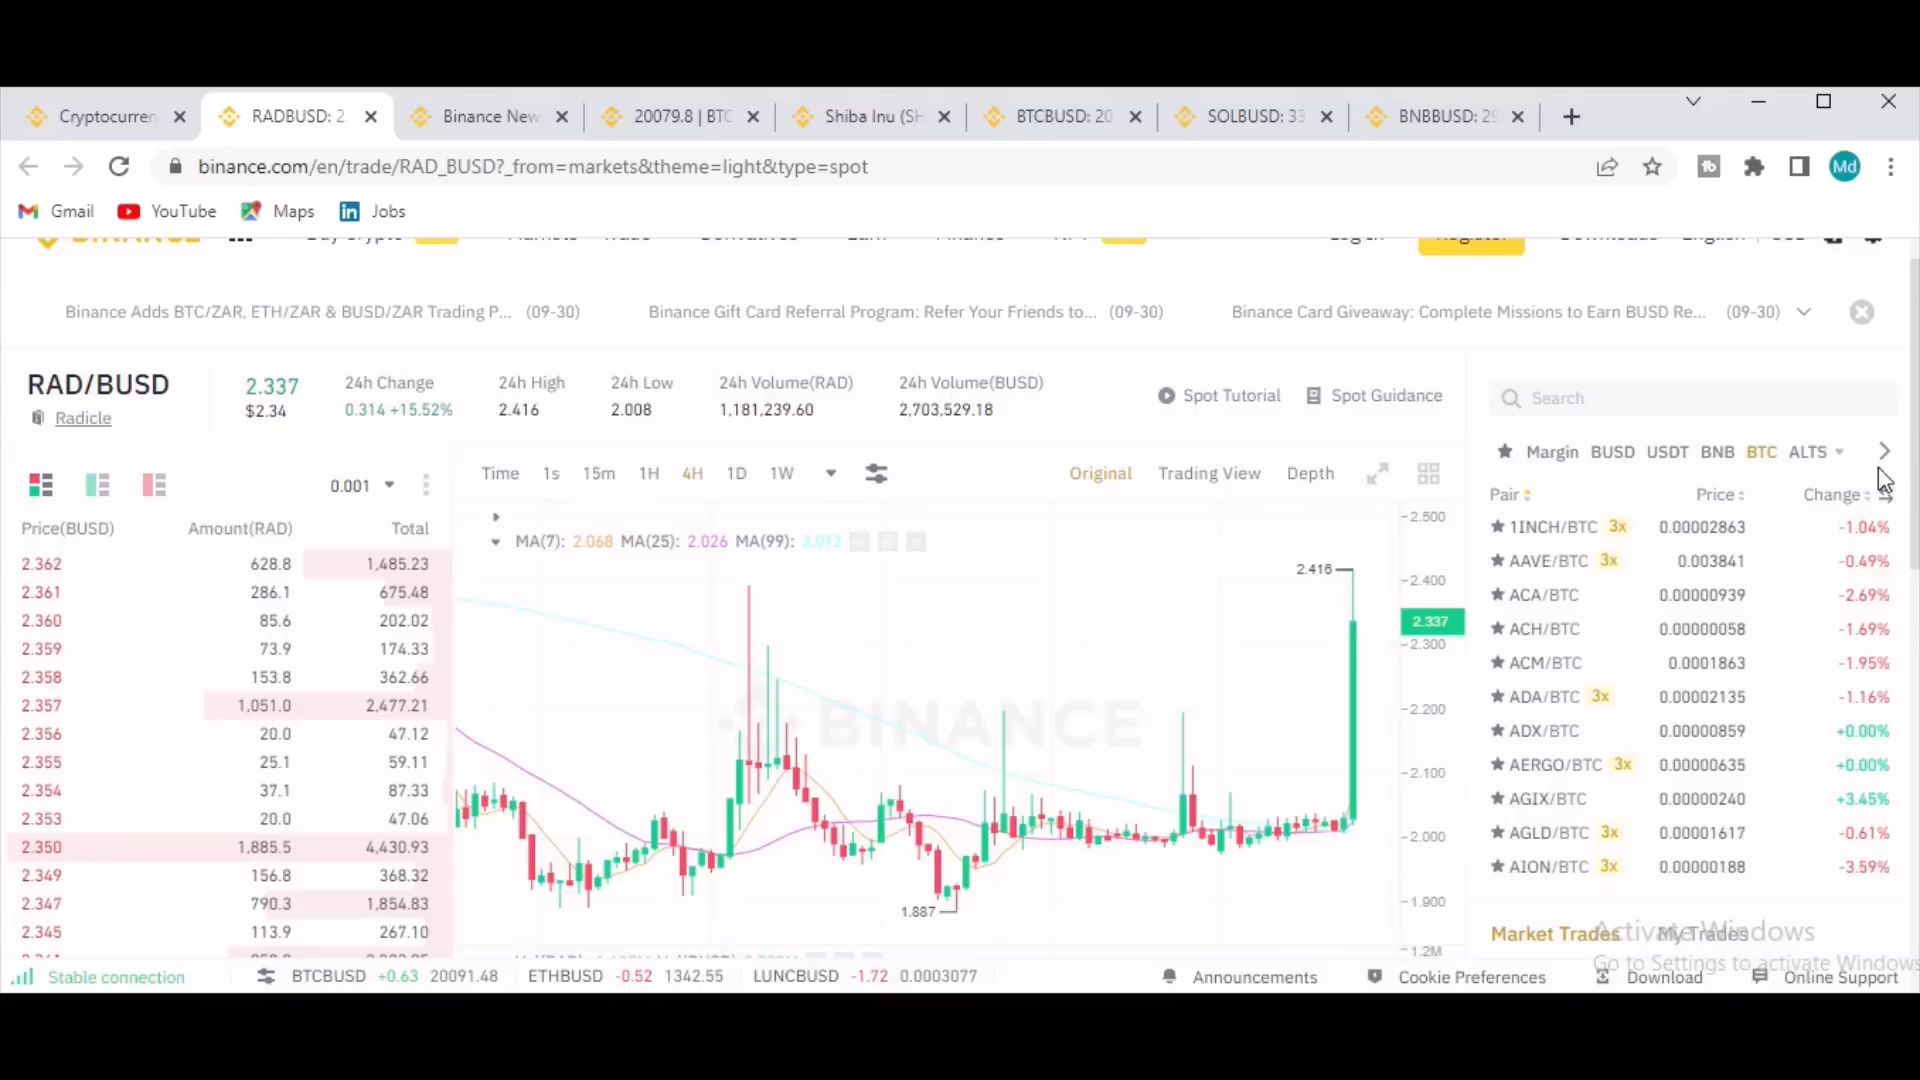 Cryptocurren
RADBUSD: 2.
Binance New
20079.8 | BTC
Shiba Inu (SH
BTCBUSD: 20
SOLBUSD: 33
BNBBUSD: 29
binance.com/en/trade/RAD_BUSD?_from=markets&theme=light&type=spot
Md
Gmail
YouTube
Maps
Jobs
Binance Adds BTC/ZAR, ETH/ZAR & BUSD/ZAR Trading P... (09-30)
Binance Gift Card Referral Program: Refer Your Friends to... (09-30)
Binance Card Giveaway: Complete Missions to Earn BUSD Re... (09-30)
RAD/BUSD
Radicle
2.337
$2.34
24h Change
0.314 +15.52%
24h High
2.416
24h Low
2.008
24h Volume(RAD)
1,181,239.60
24h Volume(BUSD)
2,703,529.18
Spot Tutorial
Spot Guidance
Search
Margin BUSD USDT BNB BTC ALTS
0.001
Time 1s 15m 1H 4H 1D 1W
Original Trading View Depth
Price(BUSD) Amount(RAD) Total
2.362 628.8 1,485.23
2.361 286.1 675.48
2.360 85.6 202.02
2.359 73.9 174.33
2.358 153.8 362.66
2.357 1,051.0 2,477.21
2.356 20.0 47.12
2.355 25.1 59.11
2.354 37.1 87.33
2.353 20.0 47.06
2.350 1,885.5 4,430.93
2.349 156.8 368.32
2.347 790.3 1,854.83
2.345 113.9 267.10
MA(7): 2.068 MA(25): 2.026 MA(99): 2.012
2.416
1.887
BINANCE
2.500
2.400
2.337
2.300
2.200
2.100
2.000
1.900
1.2M
Pair Price Change
1INCH/BTC 3x 0.00002863 -1.04%
AAVE/BTC 3x 0.003841 -0.49%
ACA/BTC 0.00000939 -2.69%
ACH/BTC 0.00000058 -1.69%
ACM/BTC 0.0001863 -1.95%
ADA/BTC 3x 0.00002135 -1.16%
ADX/BTC 0.00000859 +0.00%
AERGO/BTC 3x 0.00000635 +0.00%
AGIX/BTC 0.00000240 +3.45%
AGLD/BTC 3x 0.00001617 -0.61%
AION/BTC 3x 0.00000188 -3.59%
Market Trades
My Trades
Activate Windows
Go to Settings to activate Windows
Stable connection
BTCBUSD +0.63 20091.48
ETHBUSD -0.52 1342.55
LUNCBUSD -1.72 0.0003077
Announcements
Cookie Preferences
Download
Online Support